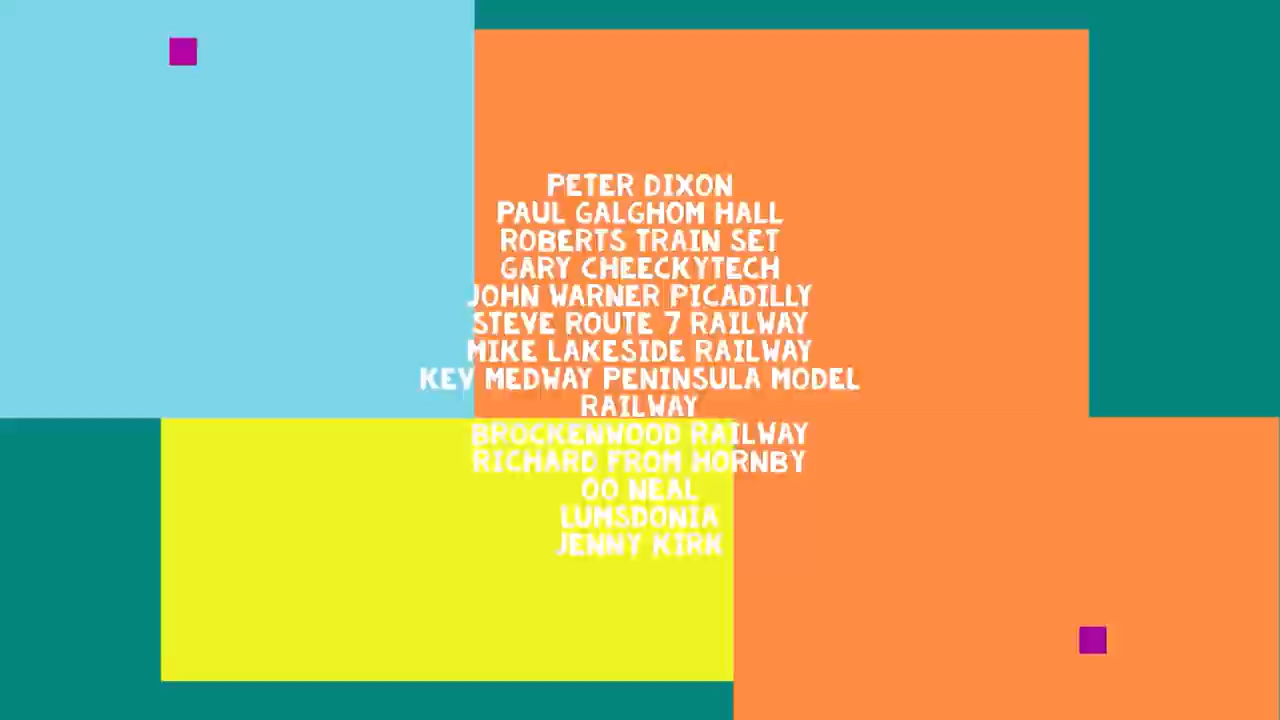 PETER DIXON
PAUL GALGHOM HALL
ROBERTS TRAIN SET
GARY CHEECKYTECH
JOHN WARNER PICADILLY
STEVE ROUTE 7 RAILWAY
MIKE LAKESIDE RAILWAY
KEV MEDWAY PENINSULA MODEL
RAILWAY
BROCKENWOOD RAILWAY
RICHARD FROM HORNBY
OO NEAL
LUMSDONIA
JENNY KIRK